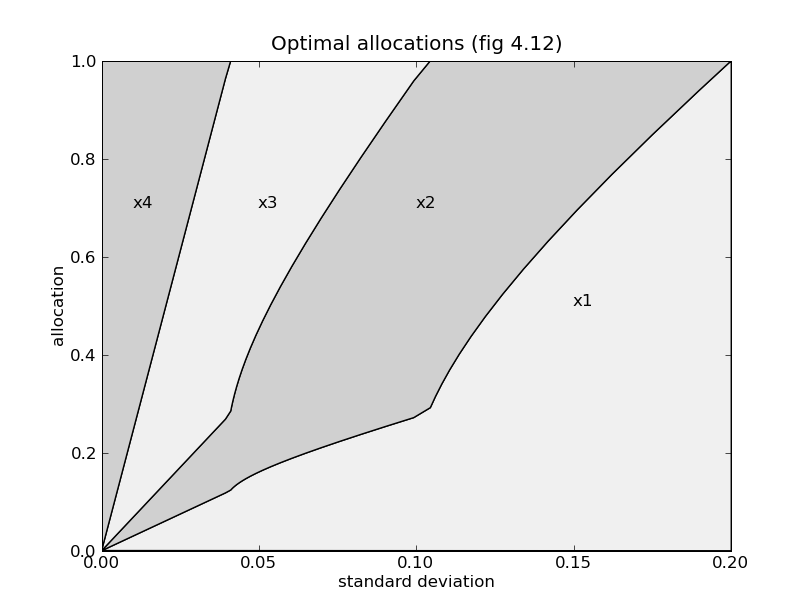 Optimal allocations (fig 4.12)
1.0
0.8
x4
x3
x2
0.6
allocation
x1
0.4
0.2
0.0
0.00 0.05 0.10 0.15 0.20
standard deviation